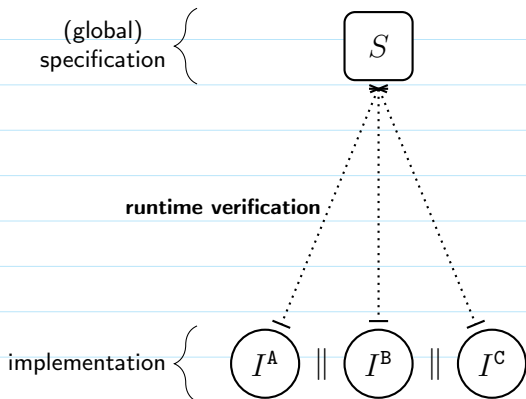 (global)
specification
S
runtime verification
implementation
I^A || I^B || I^C